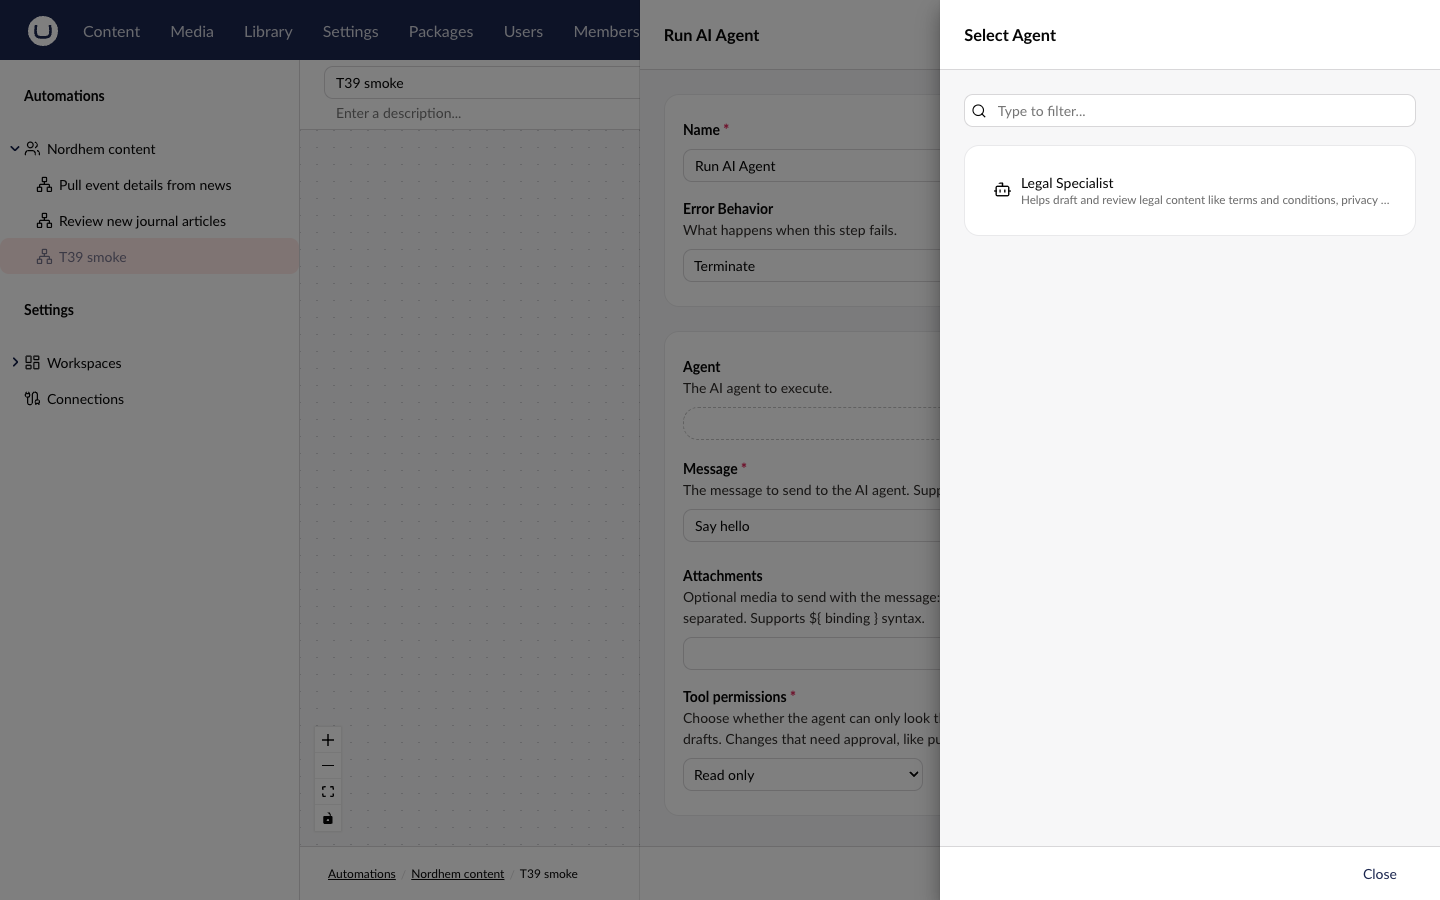 Content
Media
Library
Settings
Packages
Users
Members
Automations
Nordhem content
Pull event details from news
Review new journal articles
T39 smoke
Settings
Workspaces
Connections
T39 smoke
Enter a description...
Automations / Nordhem content / T39 smoke
Run AI Agent
Name *
Run AI Agent
Error Behavior
What happens when this step fails.
Terminate
Agent
The AI agent to execute.
Message *
The message to send to the AI agent.
Say hello
Attachments
Optional media to send with the message:
separated. Supports ${ binding } syntax.
Tool permissions *
Choose whether the agent can only look
drafts. Changes that need approval, like
Read only
Select Agent
Type to filter...
Legal Specialist
Helps draft and review legal content like terms and conditions, privacy ...
Close